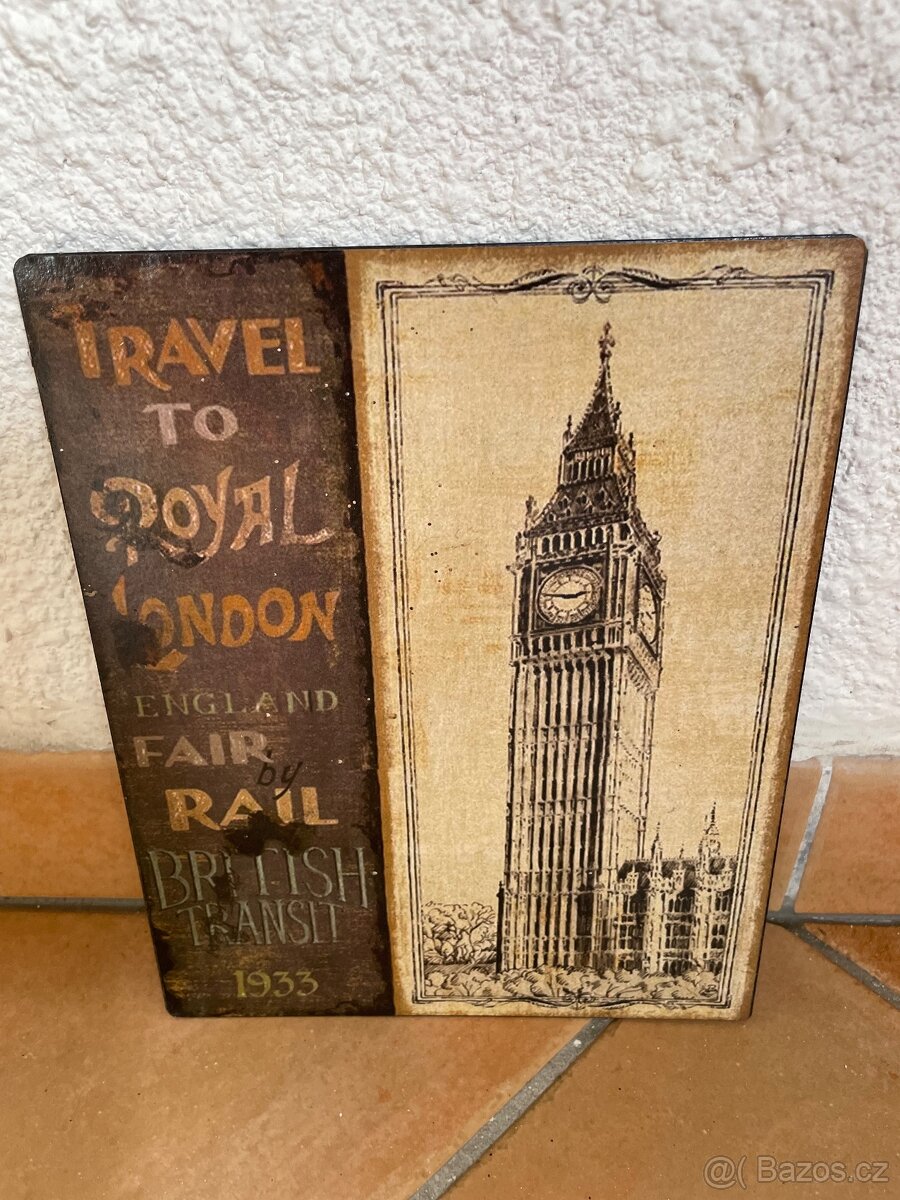 TRAVEL
TO
ROYAL
LONDON
ENGLAND
FAIR
by
RAIL
BRITISH
TRANSIT
1933
@( Bazos.cz